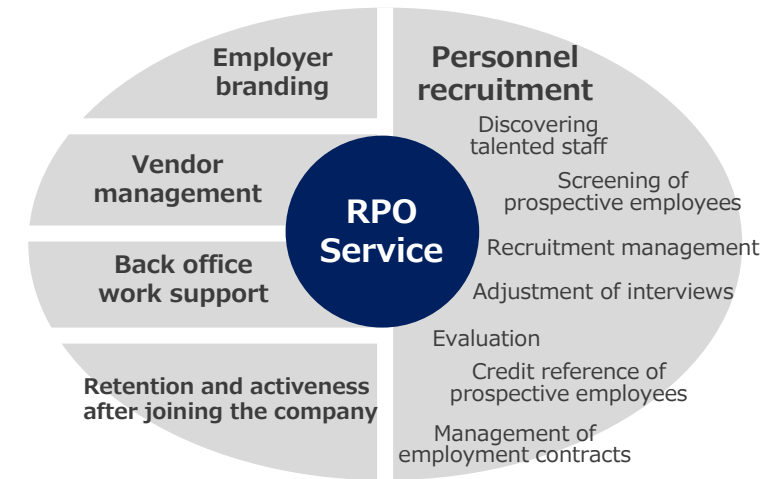 Employer
branding
Vendor
management
Back office
work support
Retention and activeness
after joining the company
RPO
Service
Personnel
recruitment
Discovering
talented staff
Screening of
prospective employees
Recruitment management
Adjustment of interviews
Evaluation
Credit reference of
prospective employees
Management of
employment contracts